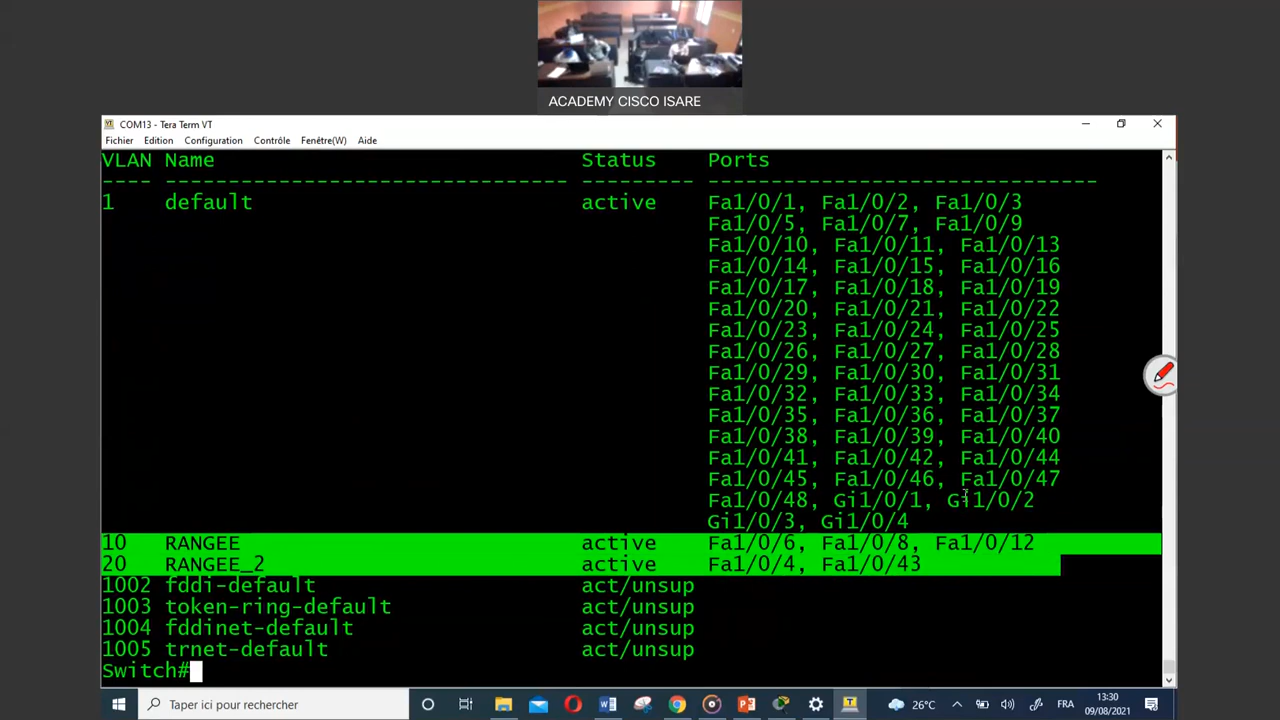 ACADEMY CISCO ISARE
COM13 - Tera Term VT
Fichier Edition Configuration Contrôle Fenêtre(W) Aide
VLAN Name Status Ports
---- -------------------------------- --------- -------------------------------
1 default active Fa1/0/1, Fa1/0/2, Fa1/0/3
Fa1/0/5, Fa1/0/7, Fa1/0/9
Fa1/0/10, Fa1/0/11, Fa1/0/13
Fa1/0/14, Fa1/0/15, Fa1/0/16
Fa1/0/17, Fa1/0/18, Fa1/0/19
Fa1/0/20, Fa1/0/21, Fa1/0/22
Fa1/0/23, Fa1/0/24, Fa1/0/25
Fa1/0/26, Fa1/0/27, Fa1/0/28
Fa1/0/29, Fa1/0/30, Fa1/0/31
Fa1/0/32, Fa1/0/33, Fa1/0/34
Fa1/0/35, Fa1/0/36, Fa1/0/37
Fa1/0/38, Fa1/0/39, Fa1/0/40
Fa1/0/41, Fa1/0/42, Fa1/0/44
Fa1/0/45, Fa1/0/46, Fa1/0/47
Fa1/0/48, Gi1/0/1, Gi1/0/2
Gi1/0/3, Gi1/0/4
10 RANGEE active Fa1/0/6, Fa1/0/8, Fa1/0/12
20 RANGEE_2 active Fa1/0/4, Fa1/0/43
1002 fddi-default act/unsup
1003 token-ring-default act/unsup
1004 fddinet-default act/unsup
1005 trnet-default act/unsup
Switch#
Taper ici pour rechercher
26°C FRA 13:30
09/08/2021